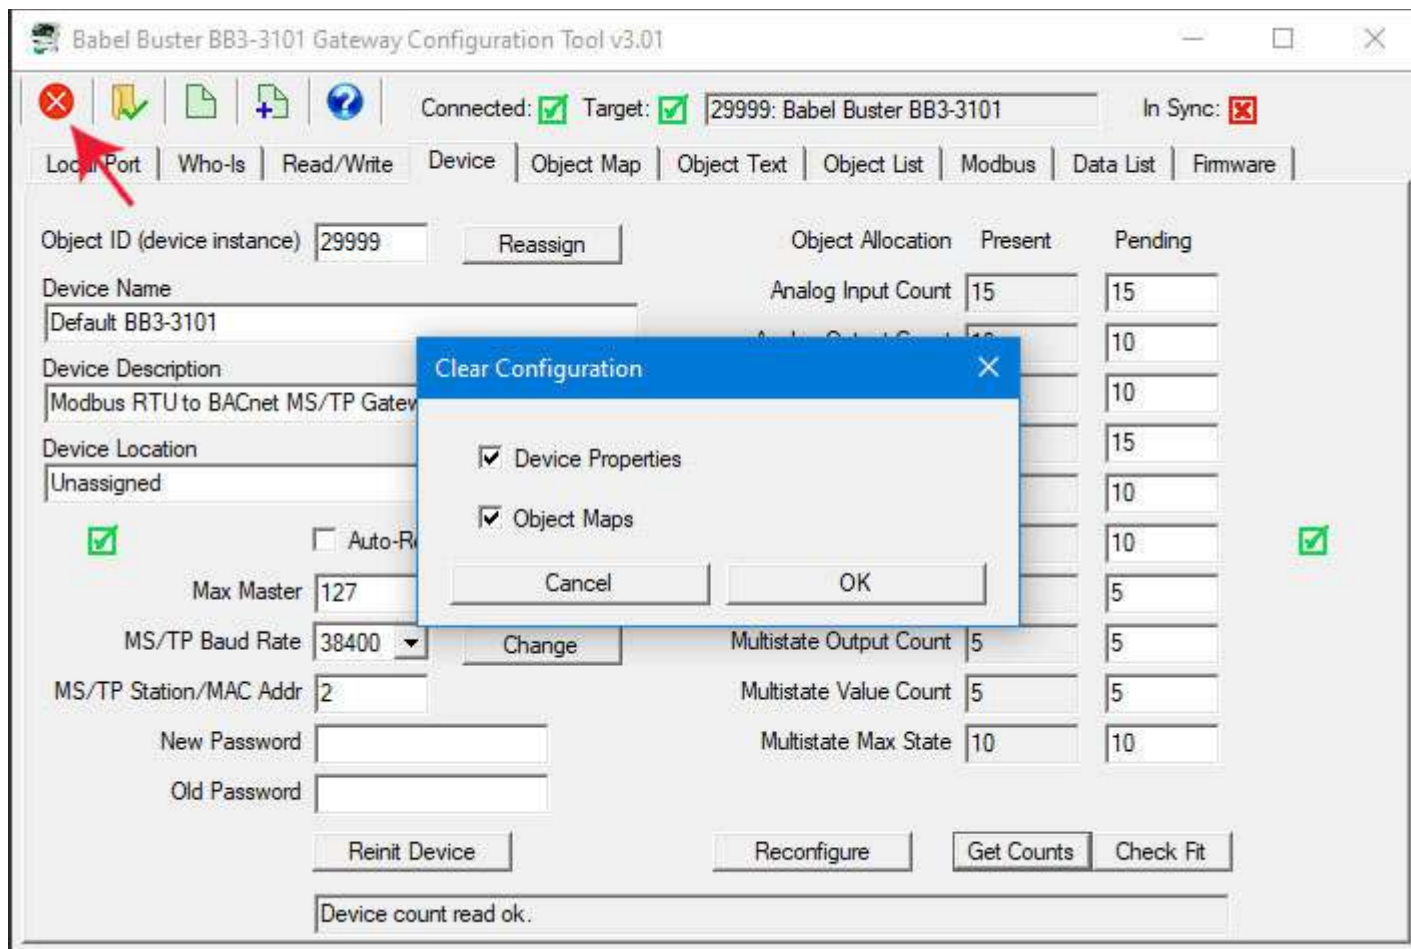 Babel Buster BB3-3101 Gateway Configuration Tool v3.01
Connected: Target: 29999: Babel Buster BB3-3101 In Sync:
Local Port Who-Is Read/Write Device Object Map Object Text Object List Modbus Data List Firmware
Object ID (device instance) 29999 Reassign Object Allocation Present Pending
Device Name Analog Input Count 15 15
Default BB3-3101
10
Device Description
Clear Configuration
Modbus RTU to BACnet MS/TP 10
Device Location 15
Device Properties
Unassigned 10
Object Maps
10
Cancel OK
Max Master 127 5
MS/TP Baud Rate 38400 Change Multistate Output Count 5 5
MS/TP Station/MAC Addr 2 Multistate Value Count 5 5
New Password Multistate Max State 10 10
Old Password
Reinit Device Reconfigure Get Counts Check Fit
Device count read ok.